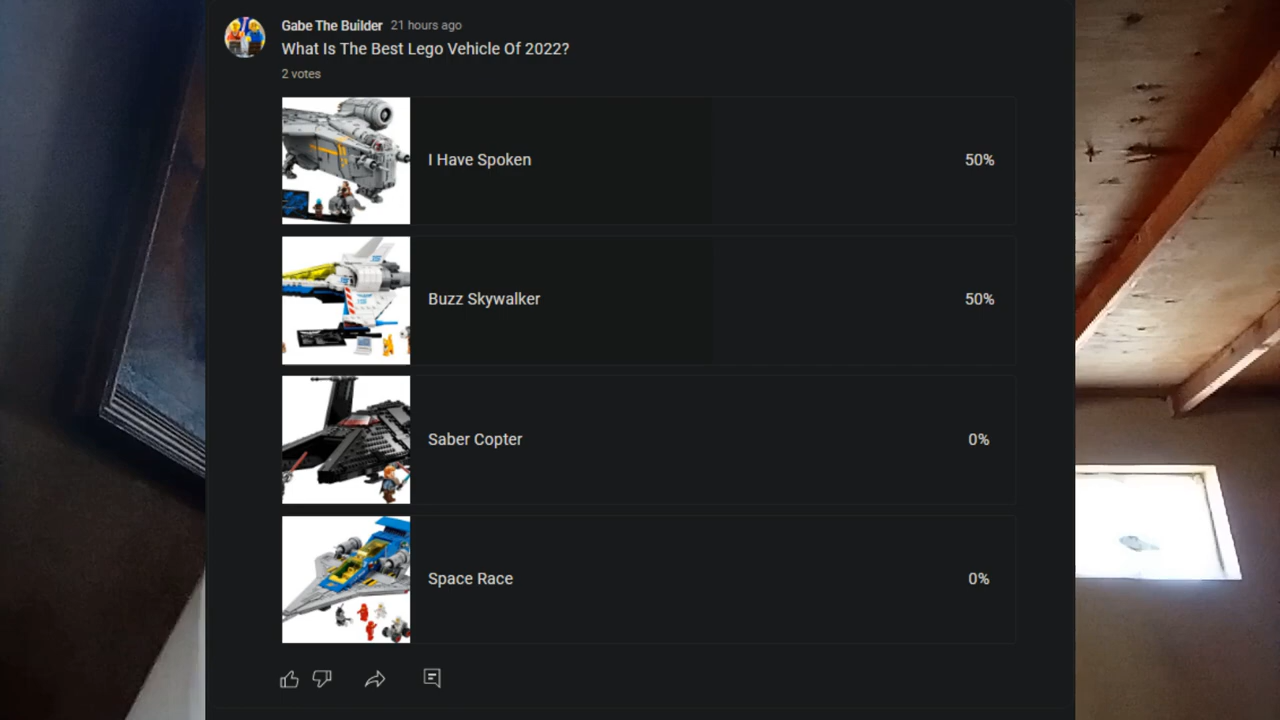 Gabe The Builder 21 hours ago
What Is The Best Lego Vehicle Of 2022?
2 votes
I Have Spoken 50%
Buzz Skywalker 50%
Saber Copter 0%
Space Race 0%